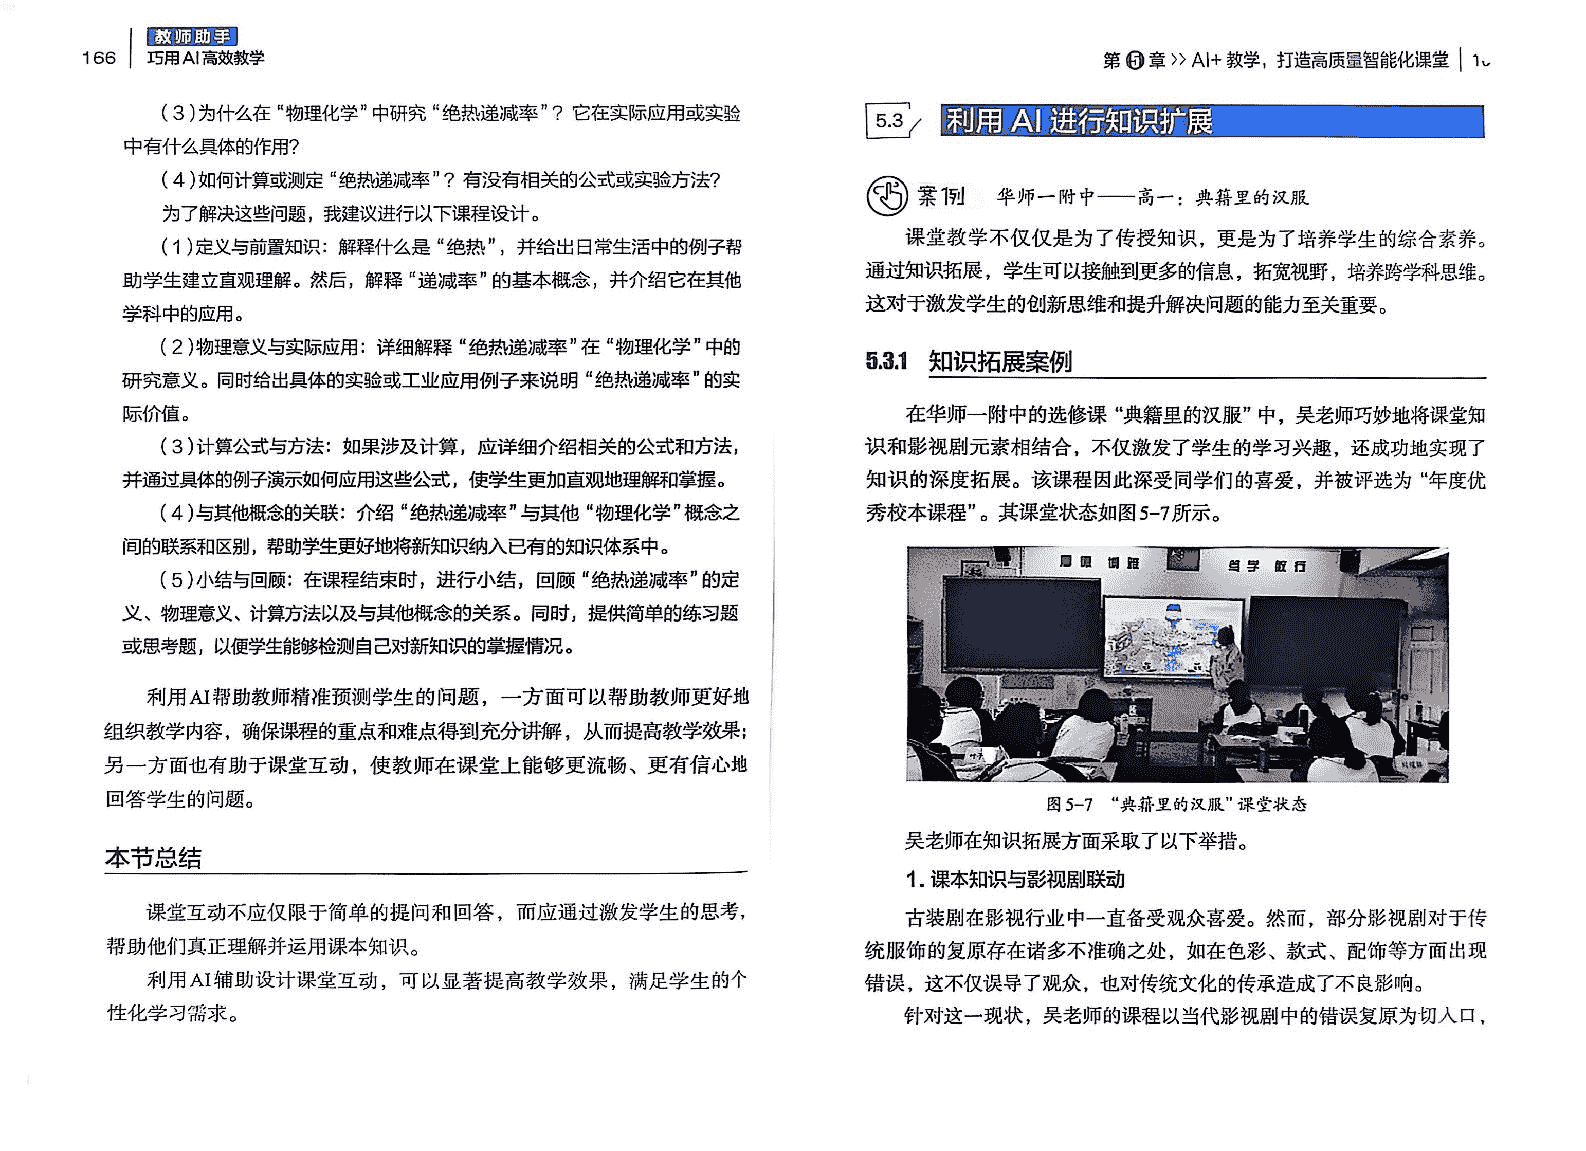 166
教师助手
巧用AI高效教学
（3）为什么在“物理化学”中研究“绝热递减率”？它在实际应用或实验
中有什么具体的作用？
（4）如何计算或测定“绝热递减率”？有没有相关的公式或实验方法？
为了解决这些问题，我建议进行以下课程设计。
（1）定义与前置知识：解释什么是“绝热”，并给出日常生活中的例子帮
助学生建立直观理解。然后，解释“递减率”的基本概念，并介绍它在其他
学科中的应用。
（2）物理意义与实际应用：详细解释“绝热递减率”在“物理化学”中的
研究意义。同时给出具体的实验或工业应用例子来说明“绝热递减率”的实
际价值。
（3）计算公式与方法：如果涉及计算，应详细介绍相关的公式和方法，
并通过具体的例子演示如何应用这些公式，使学生更加直观地理解和掌握。
（4）与其他概念的关联：介绍“绝热递减率”与其他“物理化学”概念之
间的联系和区别，帮助学生更好地将新知识纳入已有的知识体系中。
（5）小结与回顾：在课程结束时，进行小结，回顾“绝热递减率”的定
义、物理意义、计算方法以及与其他概念的关系。同时，提供简单的练习题
或思考题，以便学生能够检测自己对新知识的掌握情况。
利用AI帮助教师精准预测学生的问题，一方面可以帮助教师更好地
组织教学内容，确保课程的重点和难点得到充分讲解，从而提高教学效果；
另一方面也有助于课堂互动，使教师在课堂上能够更流畅、更有信心地
回答学生的问题。
本节总结
课堂互动不应仅限于简单的提问和回答，而应通过激发学生的思考，
帮助他们真正理解并运用课本知识。
利用AI辅助设计课堂互动，可以显著提高教学效果，满足学生的个
性化学习需求。
第5章>>AI+教学，打造高质量智能化课堂
5.3 利用AI进行知识扩展
案例 华师一附中——高一：典籍里的汉服
课堂教学不仅仅是为了传授知识，更是为了培养学生的综合素养。
通过知识拓展，学生可以接触到更多的信息，拓宽视野，培养跨学科思维。
这对于激发学生的创新思维和提升解决问题的能力至关重要。
5.3.1 知识拓展案例
在华师一附中的选修课“典籍里的汉服”中，吴老师巧妙地将课堂知
识和影视剧元素相结合，不仅激发了学生的学习兴趣，还成功地实现了
知识的深度拓展。该课程因此深受同学们的喜爱，并被评选为“年度优
秀校本课程”。其课堂状态如图5-7所示。
图5-7 “典籍里的汉服”课堂状态
吴老师在知识拓展方面采取了以下举措。
1. 课本知识与影视剧联动
古装剧在影视行业中一直备受观众喜爱。然而，部分影视剧对于传
统服饰的复原存在诸多不准确之处，如在色彩、款式、配饰等方面出现
错误，这不仅误导了观众，也对传统文化的传承造成了不良影响。
针对这一现状，吴老师的课程以当代影视剧中的错误复原为切入口，